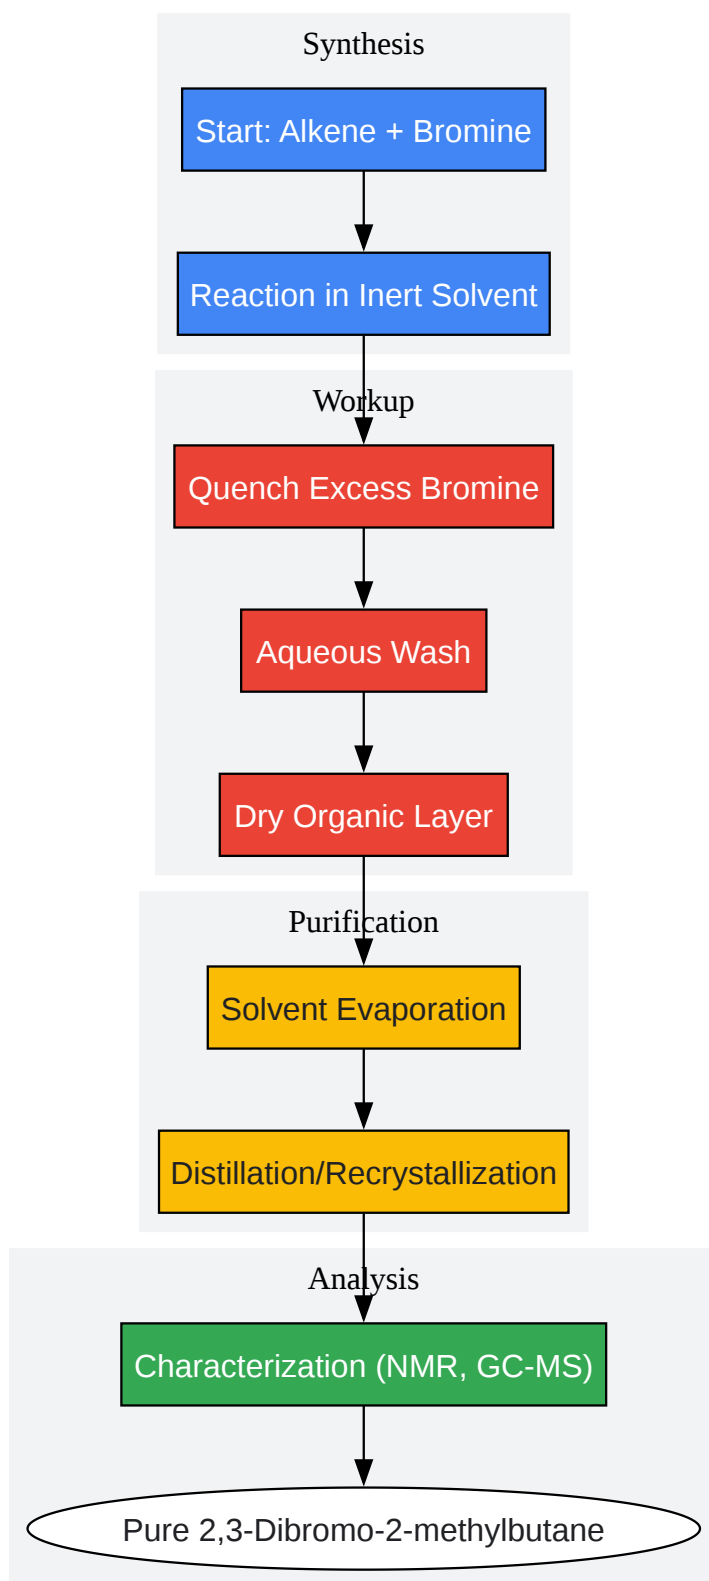 Synthesis
Start: Alkene + Bromine
Reaction in Inert Solvent
Workup
Quench Excess Bromine
Aqueous Wash
Dry Organic Layer
Purification
Solvent Evaporation
Distillation/Recrystallization
Analysis
Characterization (NMR, GC-MS)
Pure 2,3-Dibromo-2-methylbutane